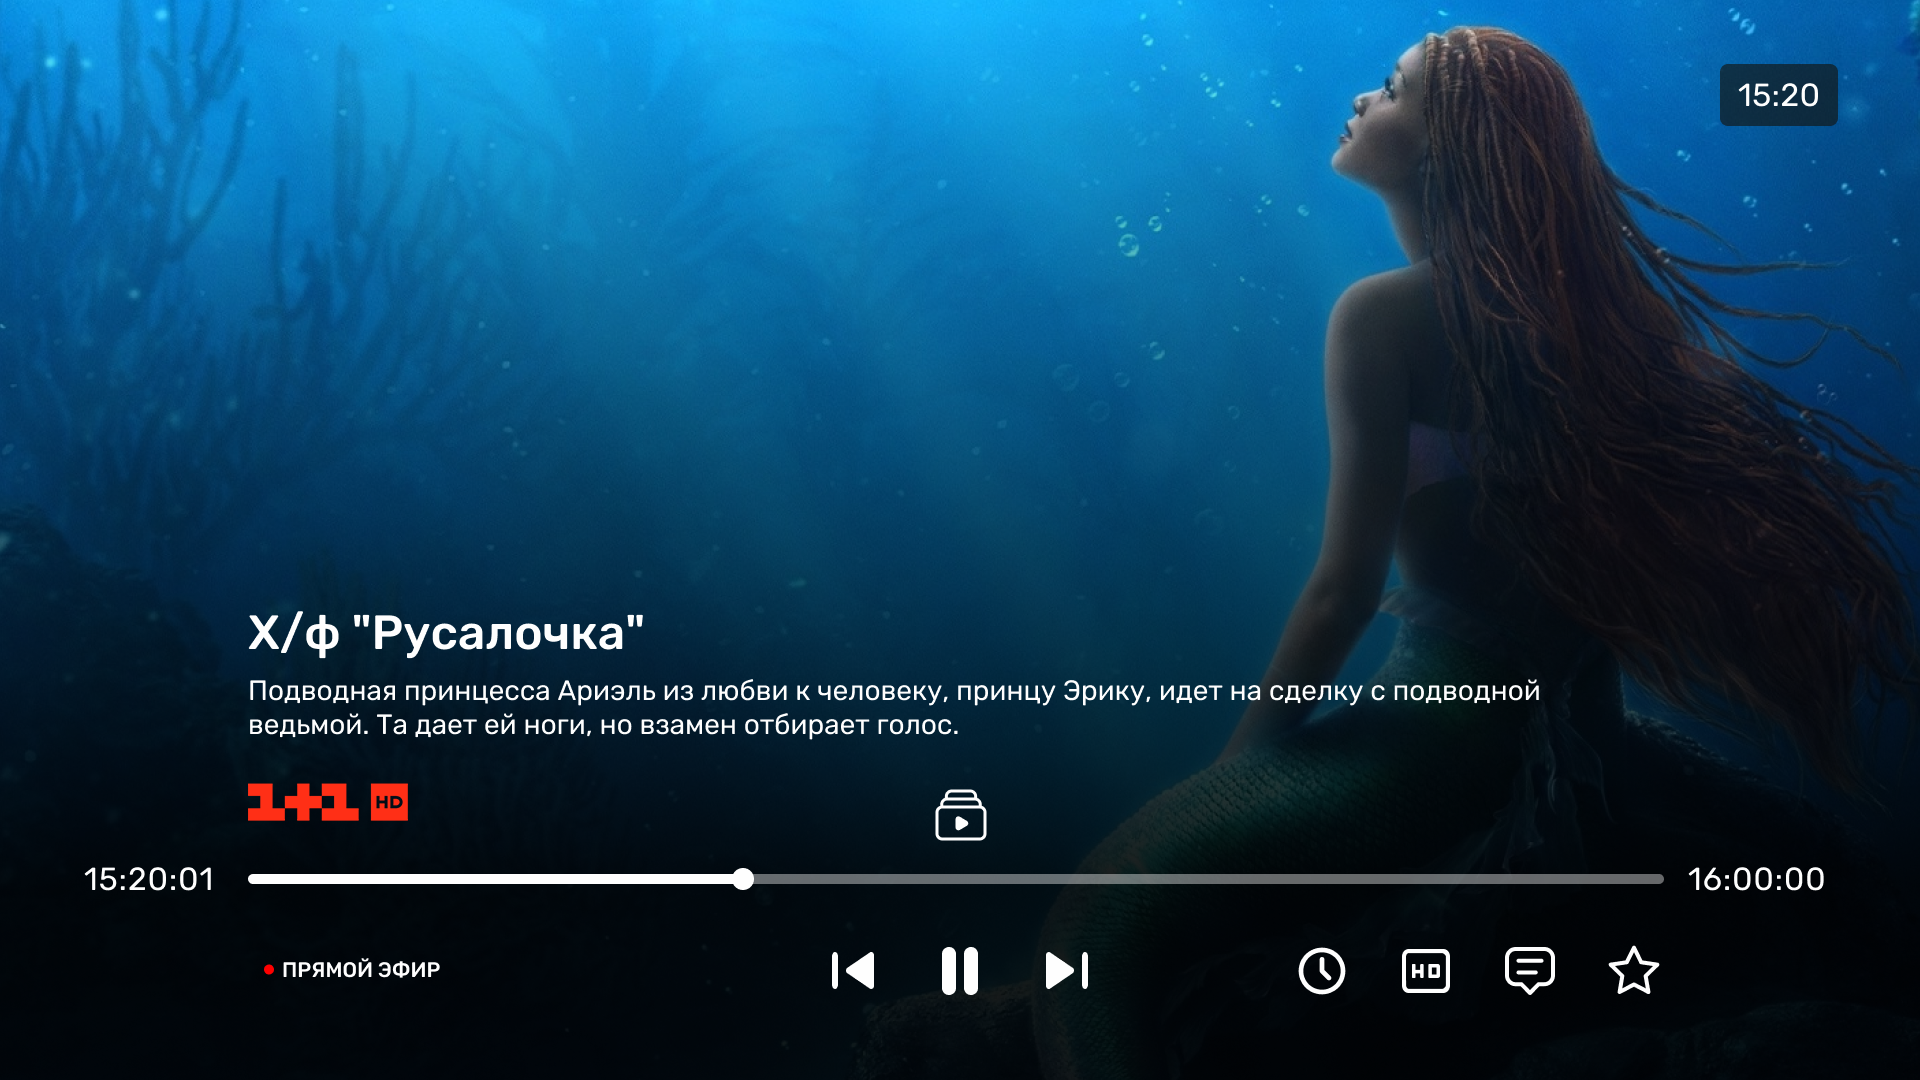 15:20
Х/ф "Русалочка"
Подводная принцесса Ариэль из любви к человеку, принцу Эрику, идет на сделку с подводной
ведьмой. Та дает ей ноги, но взамен отбирает голос.
1+1 HD
15:20:01
16:00:00
ПРЯМОЙ ЭФИР
HD